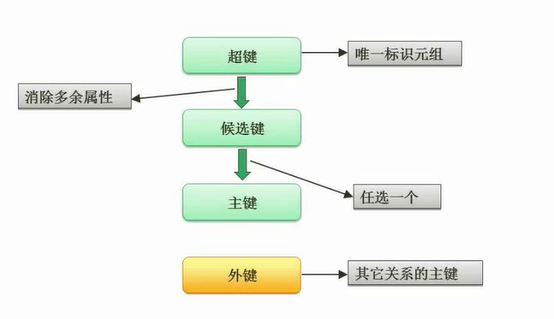 超键
唯一标识元组
消除多余属性
候选键
任选一个
主键
外键
其它关系的主键